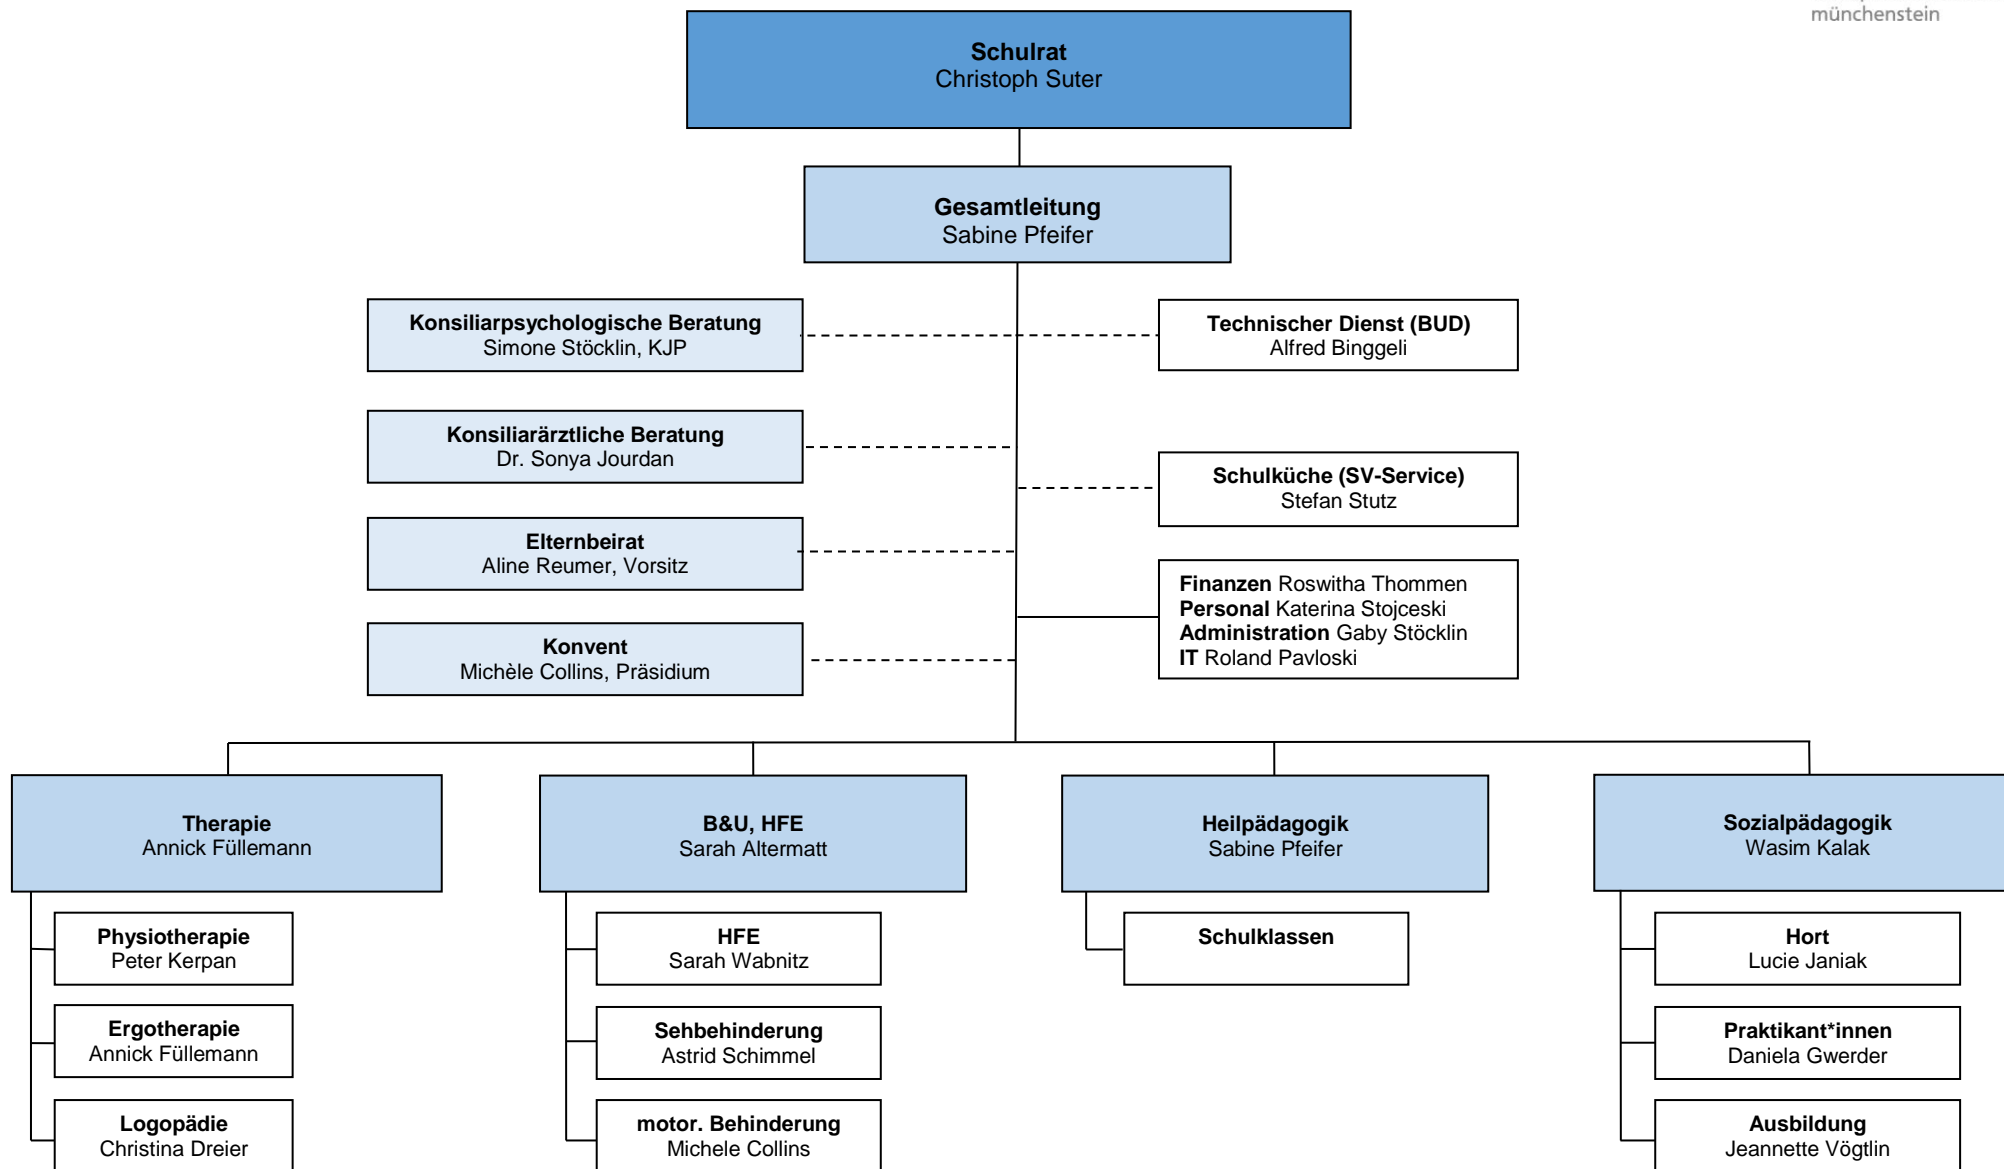 münchenstein
Schulrat
Christoph Suter
Gesamtleitung
Sabine Pfeifer
Konsiliarpsychologische Beratung
Simone Stöcklin, KJP
Technischer Dienst (BUD)
Alfred Binggeli
Konsiliarärztliche Beratung
Dr. Sonya Jourdan
Schulküche (SV-Service)
Stefan Stutz
Elternbeirat
Aline Reumer, Vorsitz
Finanzen Roswitha Thommen
Personal Katerina Stojceski
Administration Gaby Stöcklin
IT Roland Pavloski
Konvent
Michèle Collins, Präsidium
Therapie
Annick Füllemann
B&U, HFE
Sarah Altermatt
Heilpädagogik
Sabine Pfeifer
Sozialpädagogik
Wasim Kalak
Physiotherapie
Peter Kerpan
HFE
Sarah Wabnitz
Schulklassen
Hort
Lucie Janiak
Ergotherapie
Annick Füllemann
Sehbehinderung
Astrid Schimmel
Praktikant*innen
Daniela Gwerder
Logopädie
Christina Dreier
motor. Behinderung
Michele Collins
Ausbildung
Jeannette Vögtlin